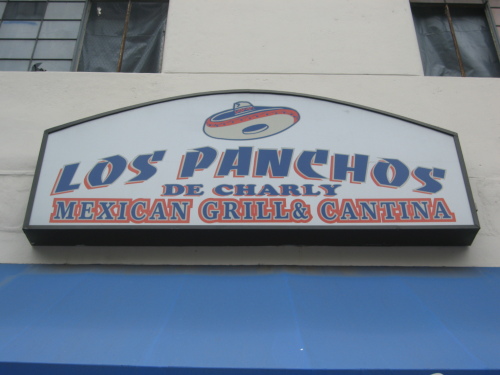 LOS PANCHOS
DE CHARLY
MEXICAN GRILL & CANTINA